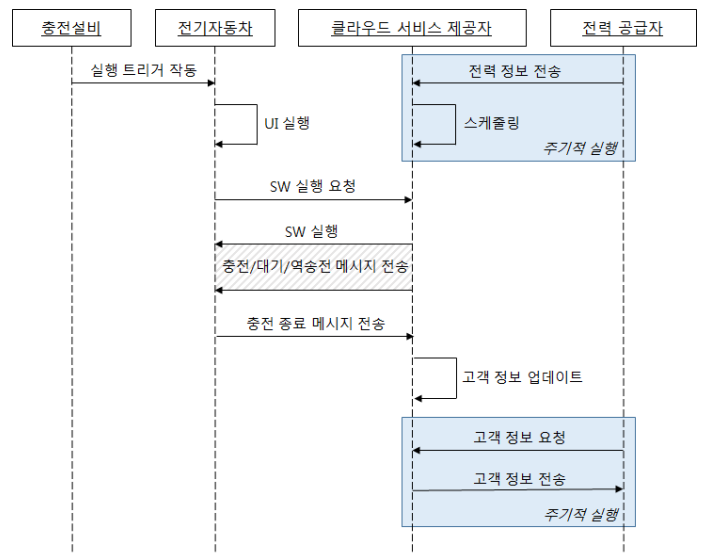 충전설비
전기자동차
클라우드 서비스 제공자
전력 공급자
실행 트리거 작동
전력 정보 전송
UI 실행
스케줄링
주기적 실행
SW 실행 요청
SW 실행
충전/대기/역송전 메시지 전송
충전 종료 메시지 전송
고객 정보 업데이트
고객 정보 요청
고객 정보 전송
주기적 실행